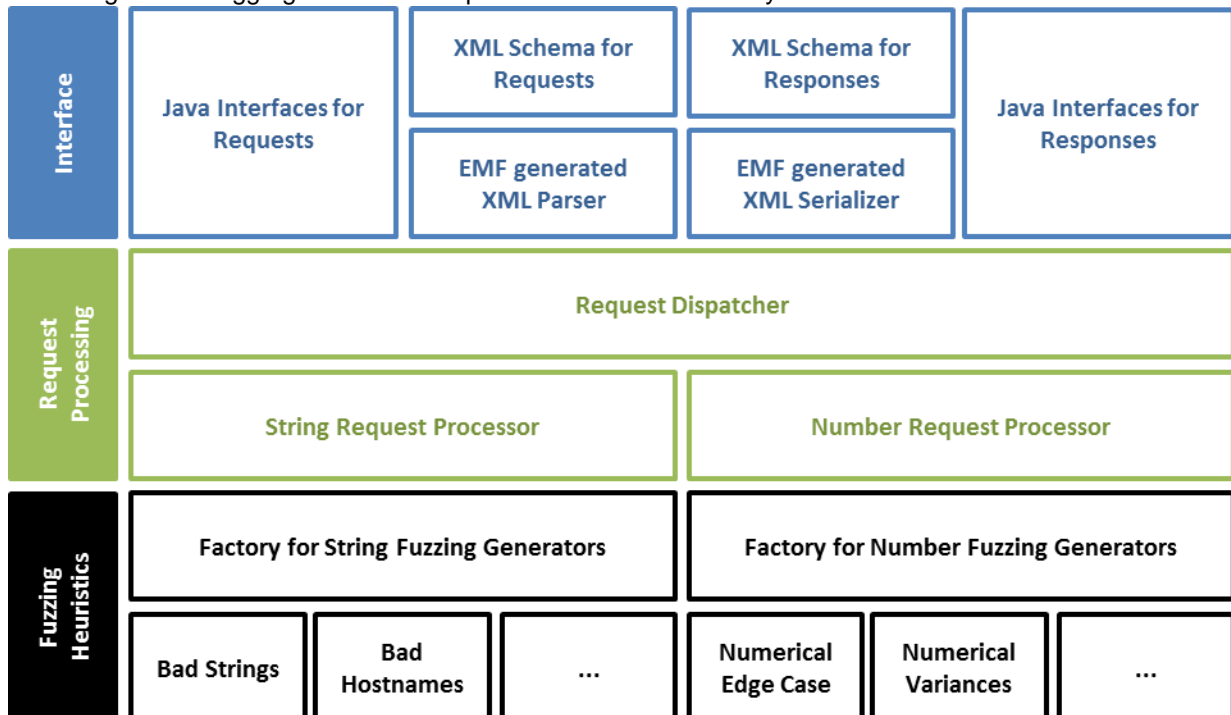 Interface
Java Interfaces for
Requests
XML Schema for
Requests
XML Schema for
Responses
Java Interfaces for
Responses
EMF generated
XML Parser
EMF generated
XML Serializer
Request
Processing
Request Dispatcher
String Request Processor
Number Request Processor
Fuzzing
Heuristics
Factory for String Fuzzing Generators
Factory for Number Fuzzing Generators
Bad Strings
Bad
Hostnames
...
Numerical
Edge Case
Numerical
Variances
...